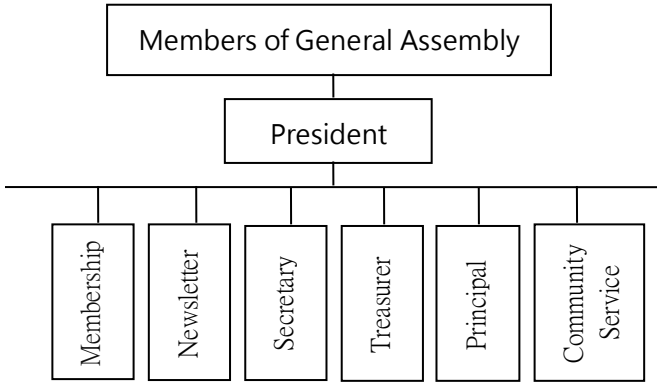 Members of General Assembly
President
Membership
Newsletter
Secretary
Treasurer
Principal
Community
Service